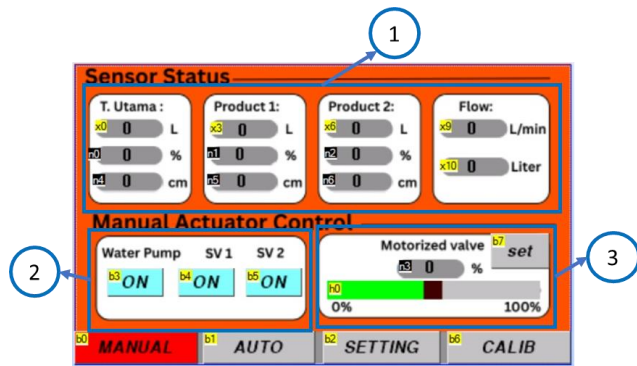 1
Sensor Status
T. Utama :
x0 0 L
n0 0 %
n4 0 cm
Product 1:
x3 0 L
n1 0 %
n5 0 cm
Product 2:
x6 0 L
n2 0 %
n6 0 cm
Flow:
x9 0 L/min
x10 0 Liter
Manual Actuator Control
2
Water Pump SV 1 SV 2
b3 ON b4 ON b5 ON
Motorized valve b7 set
n3 0 %
h0
0% 100%
3
b0 MANUAL b1 AUTO b2 SETTING b6 CALIB